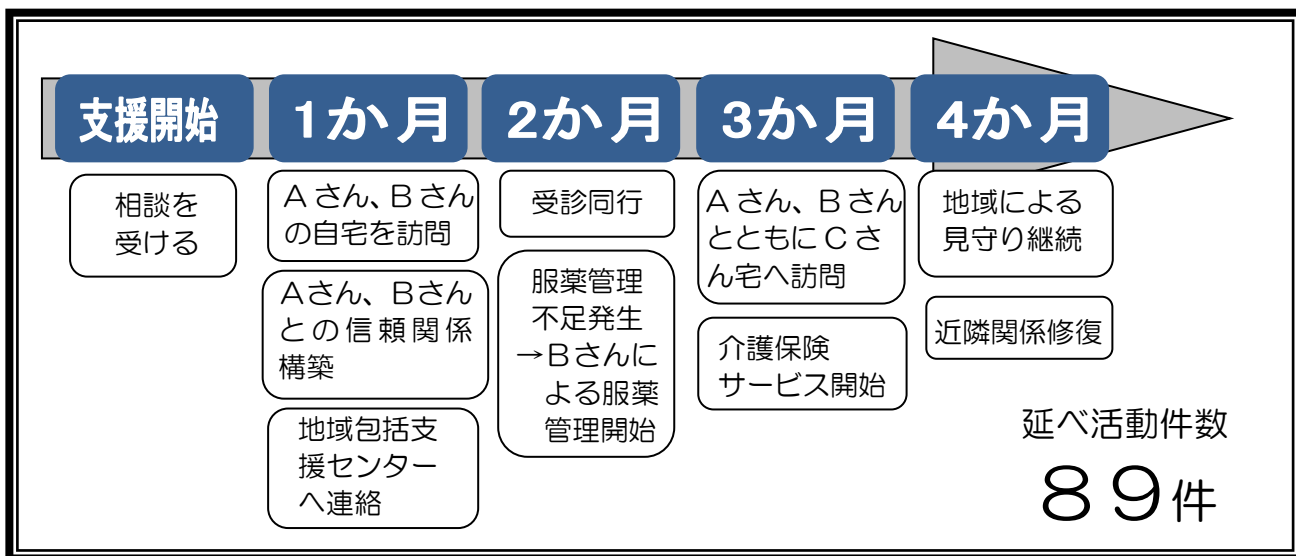 支援開始
相談を
受ける
1か月
Aさん、Bさん
の自宅を訪問
Aさん、Bさん
との信頼関係
構築
地域包括支
援センター
へ連絡
2か月
受診同行
服薬管理
不足発生
→Bさんに
よる服薬
管理開始
3か月
Aさん、Bさん
とともにCさ
ん宅へ訪問
介護保険
サービス開始
4か月
地域による
見守り継続
近隣関係修復
延べ活動件数
89件